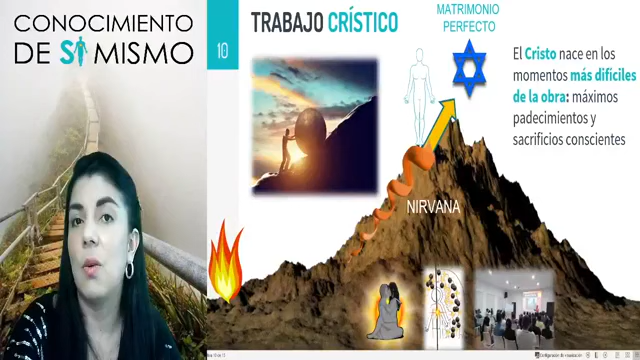 CONOCIMIENTO
DE SÍ MISMO
10
TRABAJO CRÍSTICO
MATRIMONIO
PERFECTO
El Cristo nace en los
momentos más difíciles
de la obra: máximos
padecimientos y
sacrificios conscientes
NIRVANA